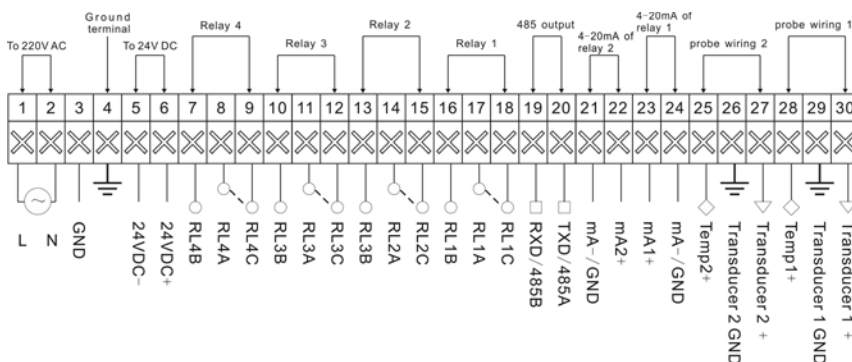 Ground
terminal
To 220V AC
To 24V DC
Relay 4
Relay 3
Relay 2
Relay 1
485 output
4-20mA of
relay 2
4-20mA of
relay 1
probe wiring 2
probe wiring 1
1 2 3 4 5 6 7 8 9 10 11 12 13 14 15 16 17 18 19 20 21 22 23 24 25 26 27 28 29 30
L
N
GND
24VDC-
24VDC+
RL4B
RL4A
RL4C
RL3B
RL3A
RL3C
RL3B
RL2A
RL2C
RL1B
RL1A
RL1C
RXD/485B
TXD/485A
mA-/GND
mA2+
mA1+
mA-/GND
Temp2+
Transducer 2 GND
Transducer 2 +
Temp1+
Transducer 1 GND
Transducer 1 +